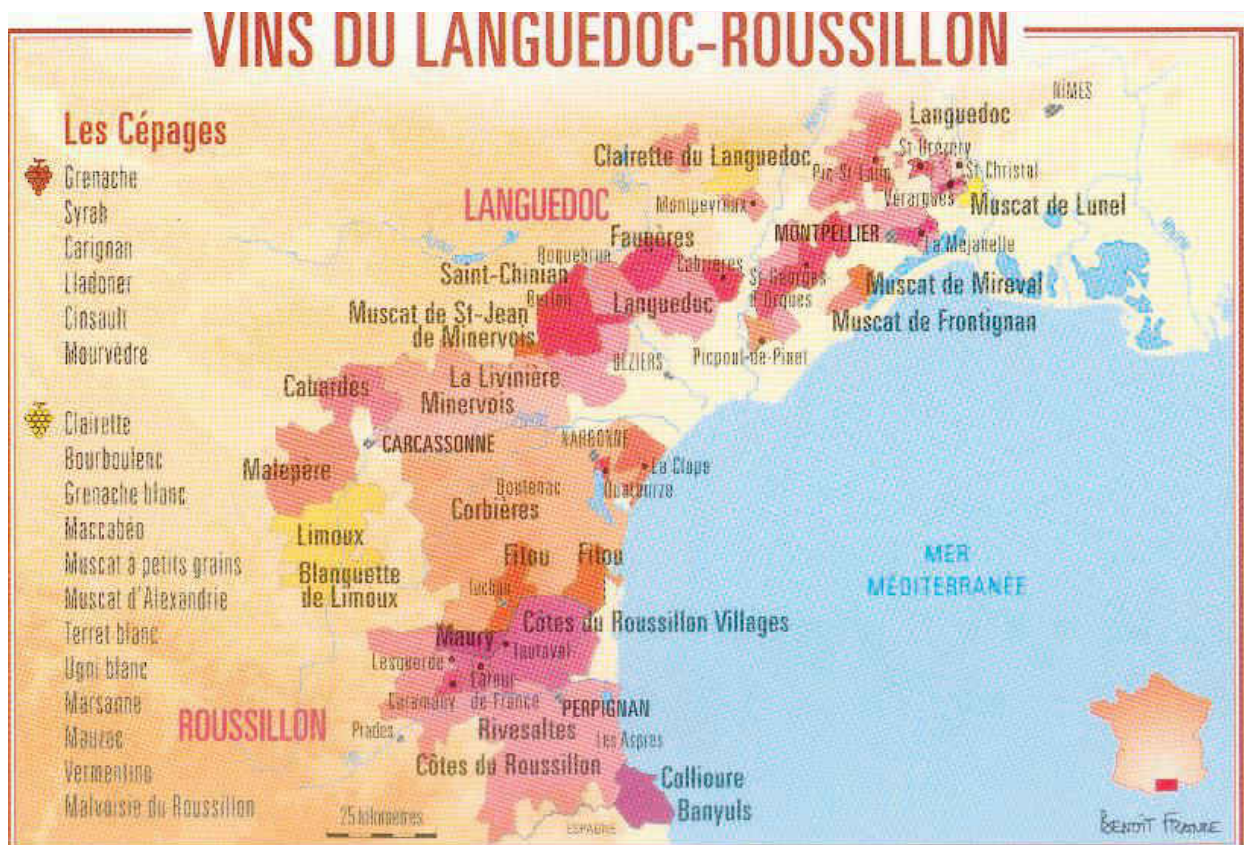 VINS DU LANGUEDOC-ROUSSILLON
Les Cépages
Grenache
Syrah
Carignan
Lladoner
Cinsault
Mourvèdre
Clairette
Bourboulenc
Grenache blanc
Maccabéo
Muscat à petits grains
Muscat d'Alexandrie
Terret blanc
Ugni blanc
Marsanne
Mauzac
Vermentino
Malvoisie du Roussillon
NÎMES
Languedoc
St Drézéry
Clairette du Languedoc
Pic-St-Loup
St Christol
Vérargues
Muscat de Lunel
LANGUEDOC
Montpeyroux
MONTPELLIER
La Méjanelle
Faugères
Roquebrun
Cabrières
St-Georges
d'Orques
Saint-Chinian
Berlou
Languedoc
Muscat de Mireval
Muscat de St-Jean
de Minervois
Muscat de Frontignan
Picpoul-de-Pinet
BÉZIERS
La Livinière
Minervois
Cabardès
CARCASSONNE
NARBONNE
Malepère
La Clape
Quatourze
Boutenac
Corbières
Limoux
Blanquette
de Limoux
Fitou
Fitou
Tuchan
MER
MÉDITERRANÉE
Côtes du Roussillon Villages
Maury
Tautavel
Lesquerde
Latour
de France
Caramany
PERPIGNAN
ROUSSILLON
Prades
Rivesaltes
Les Aspres
Côtes du Roussillon
Collioure
Banyuls
25 kilomètres
ESPAGNE
BENOÎT FRANCE